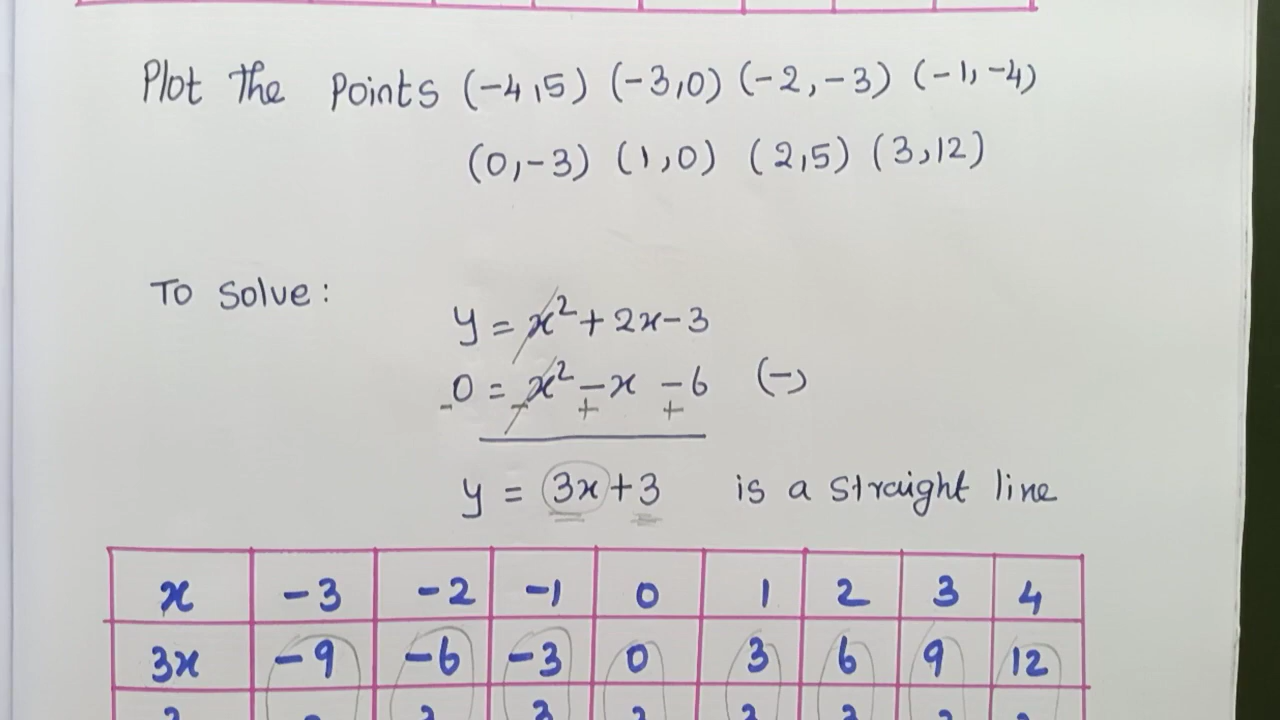 Plot the points (-4,5) (-3,0) (-2,-3) (-1,-4)
(0,-3) (1,0) (2,5) (3,12)
To solve:
y = x² + 2x - 3
0 = x² - x - 6 (-)
- - + +
y = 3x + 3 is a straight line
x -3 -2 -1 0 1 2 3 4
3x -9 -6 -3 0 3 6 9 12